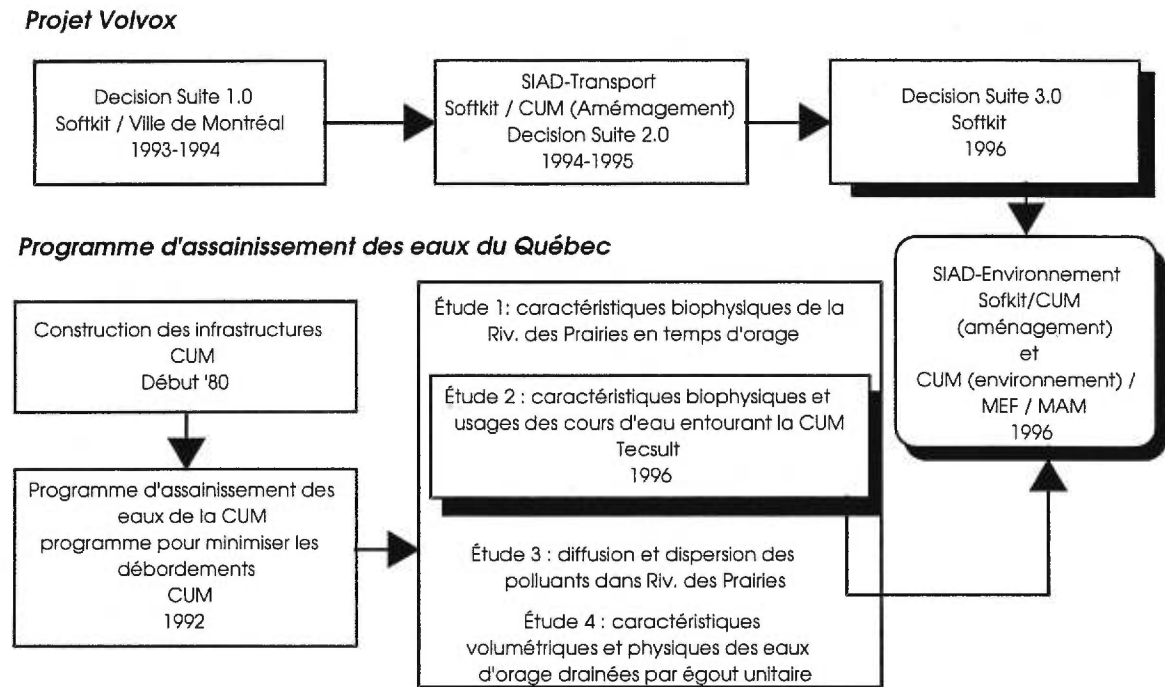 Projet Volvox
Decision Suite 1.0
Softkit / Ville de Montréal
1993-1994
SIAD-Transport
Softkit / CUM (Amémagement)
Decision Suite 2.0
1994-1995
Decision Suite 3.0
Softkit
1996
Programme d'assainissement des eaux du Québec
Construction des infrastructures
CUM
Début '80
Programme d'assainissement des
eaux de la CUM
programme pour minimiser les
débordements
CUM
1992
Étude 1: caractéristiques biophysiques de la
Riv. des Prairies en temps d'orage
Étude 2 : caractéristiques biophysiques et
usages des cours d'eau entourant la CUM
Tecsult
1996
Étude 3 : diffusion et dispersion des
polluants dans Riv. des Prairies
Étude 4 : caractéristiques
volumétriques et physiques des eaux
d'orage drainées par égout unitaire
SIAD-Environnement
Sofkit/CUM
(aménagement)
et
CUM (environnement) /
MEF / MAM
1996